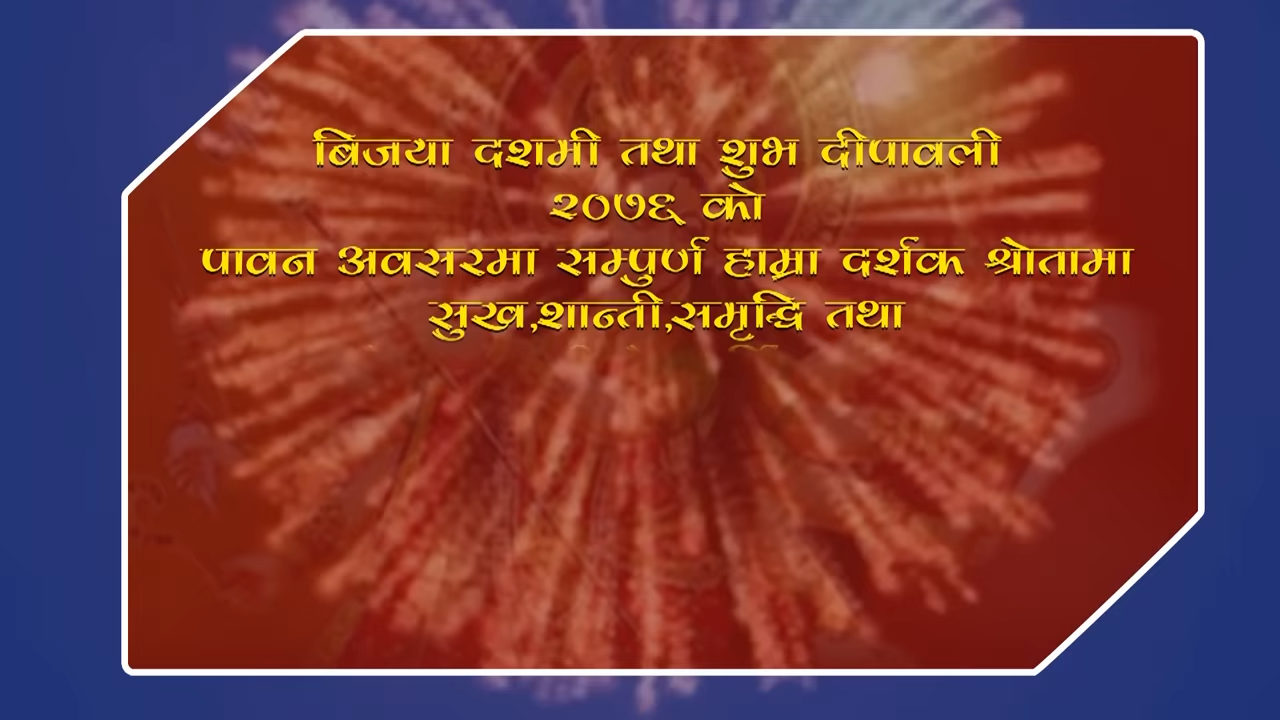 बिजया दशमी तथा शुभ दीपावली
२०७६ को
पावन अवसरमा सम्पुर्ण हाम्रा दर्शक श्रोतामा
सुख,शान्ती,समृद्धि तथा